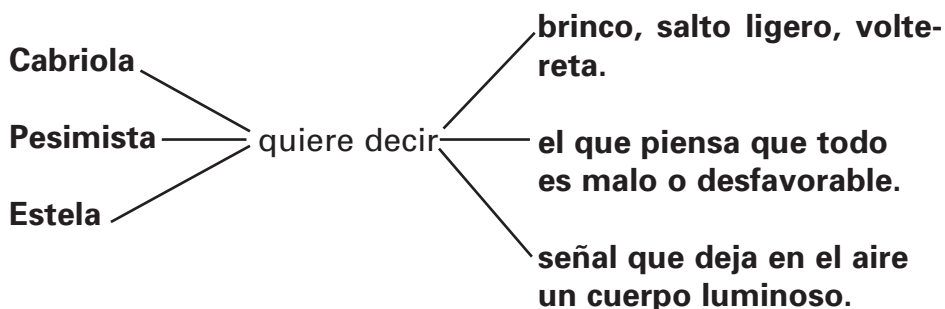 Cabriola
Pesimista
Estela
quiere decir
brinco, salto ligero, volte-
reta.
el que piensa que todo
es malo o desfavorable.
señal que deja en el aire
un cuerpo luminoso.